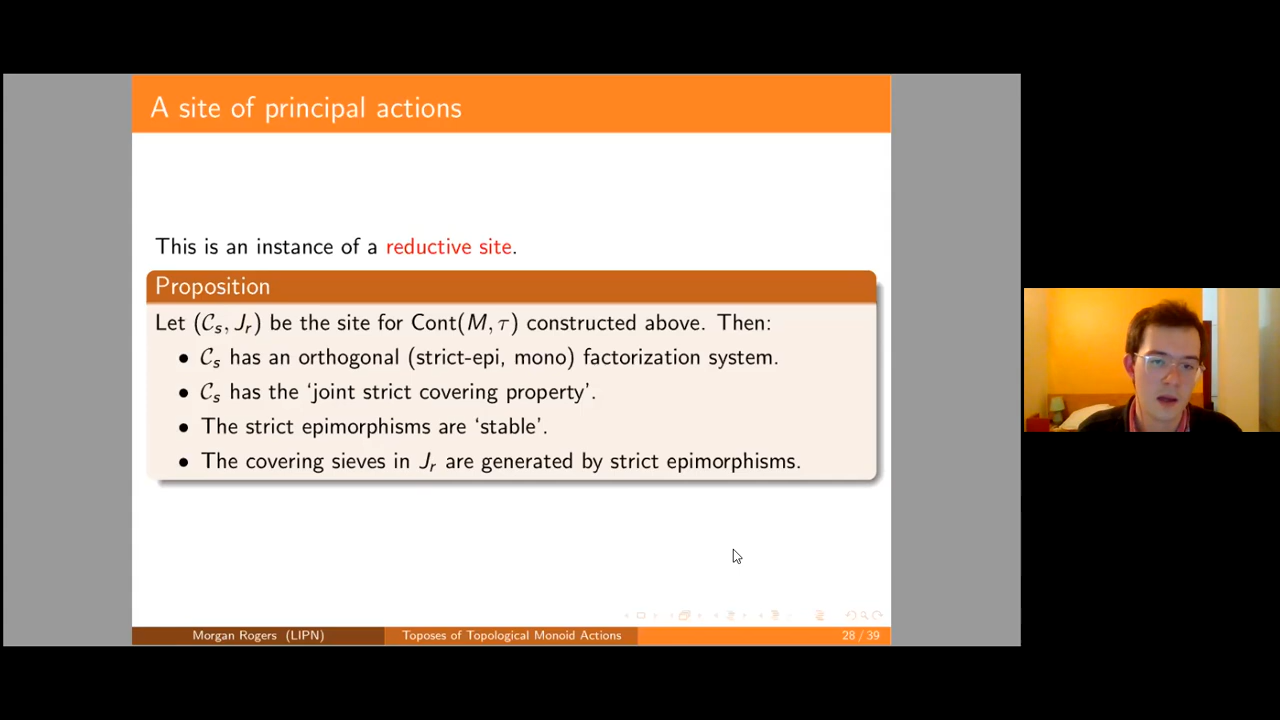 A site of principal actions
This is an instance of a reductive site.
Proposition
Let (𝒞ₛ, Jᵣ) be the site for Cont(M, τ) constructed above. Then:
• 𝒞ₛ has an orthogonal (strict-epi, mono) factorization system.
• 𝒞ₛ has the ‘joint strict covering property’.
• The strict epimorphisms are ‘stable’.
• The covering sieves in Jᵣ are generated by strict epimorphisms.
Morgan Rogers (LIPN)
Toposes of Topological Monoid Actions
28 / 39